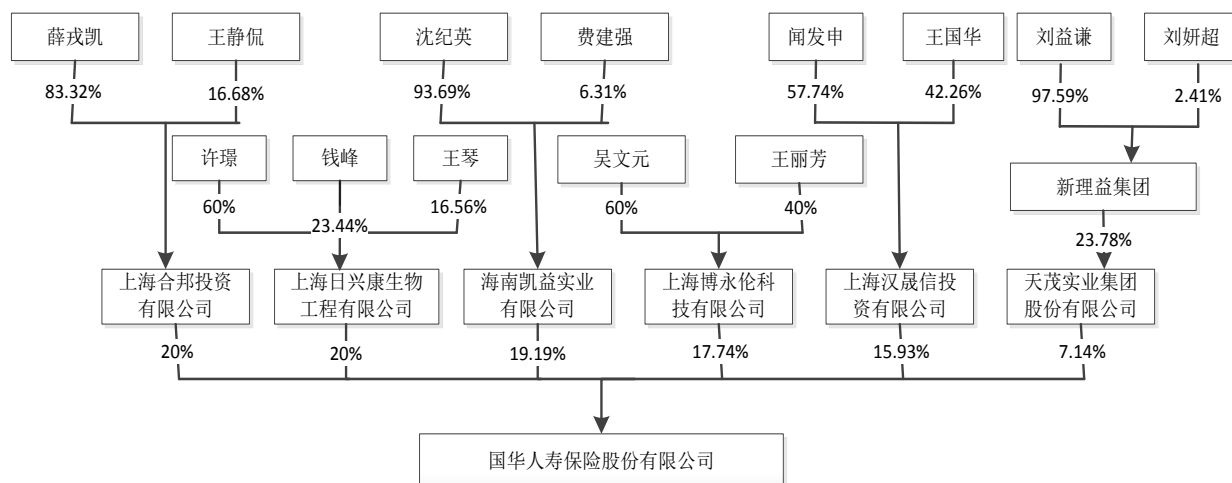 薛戎凯
王静侃
沈纪英
费建强
闻发申
王国华
刘益谦
刘妍超
83.32%
16.68%
93.69%
6.31%
57.74%
42.26%
97.59%
2.41%
许璟
钱峰
王琴
吴文元
王丽芳
新理益集团
60%
23.44%
16.56%
60%
40%
23.78%
上海合邦投资
有限公司
上海日兴康生物
工程有限公司
海南凯益实业
有限公司
上海博永伦科
技有限公司
上海汉晟信投
资有限公司
天茂实业集团
股份有限公司
20%
20%
19.19%
17.74%
15.93%
7.14%
国华人寿保险股份有限公司